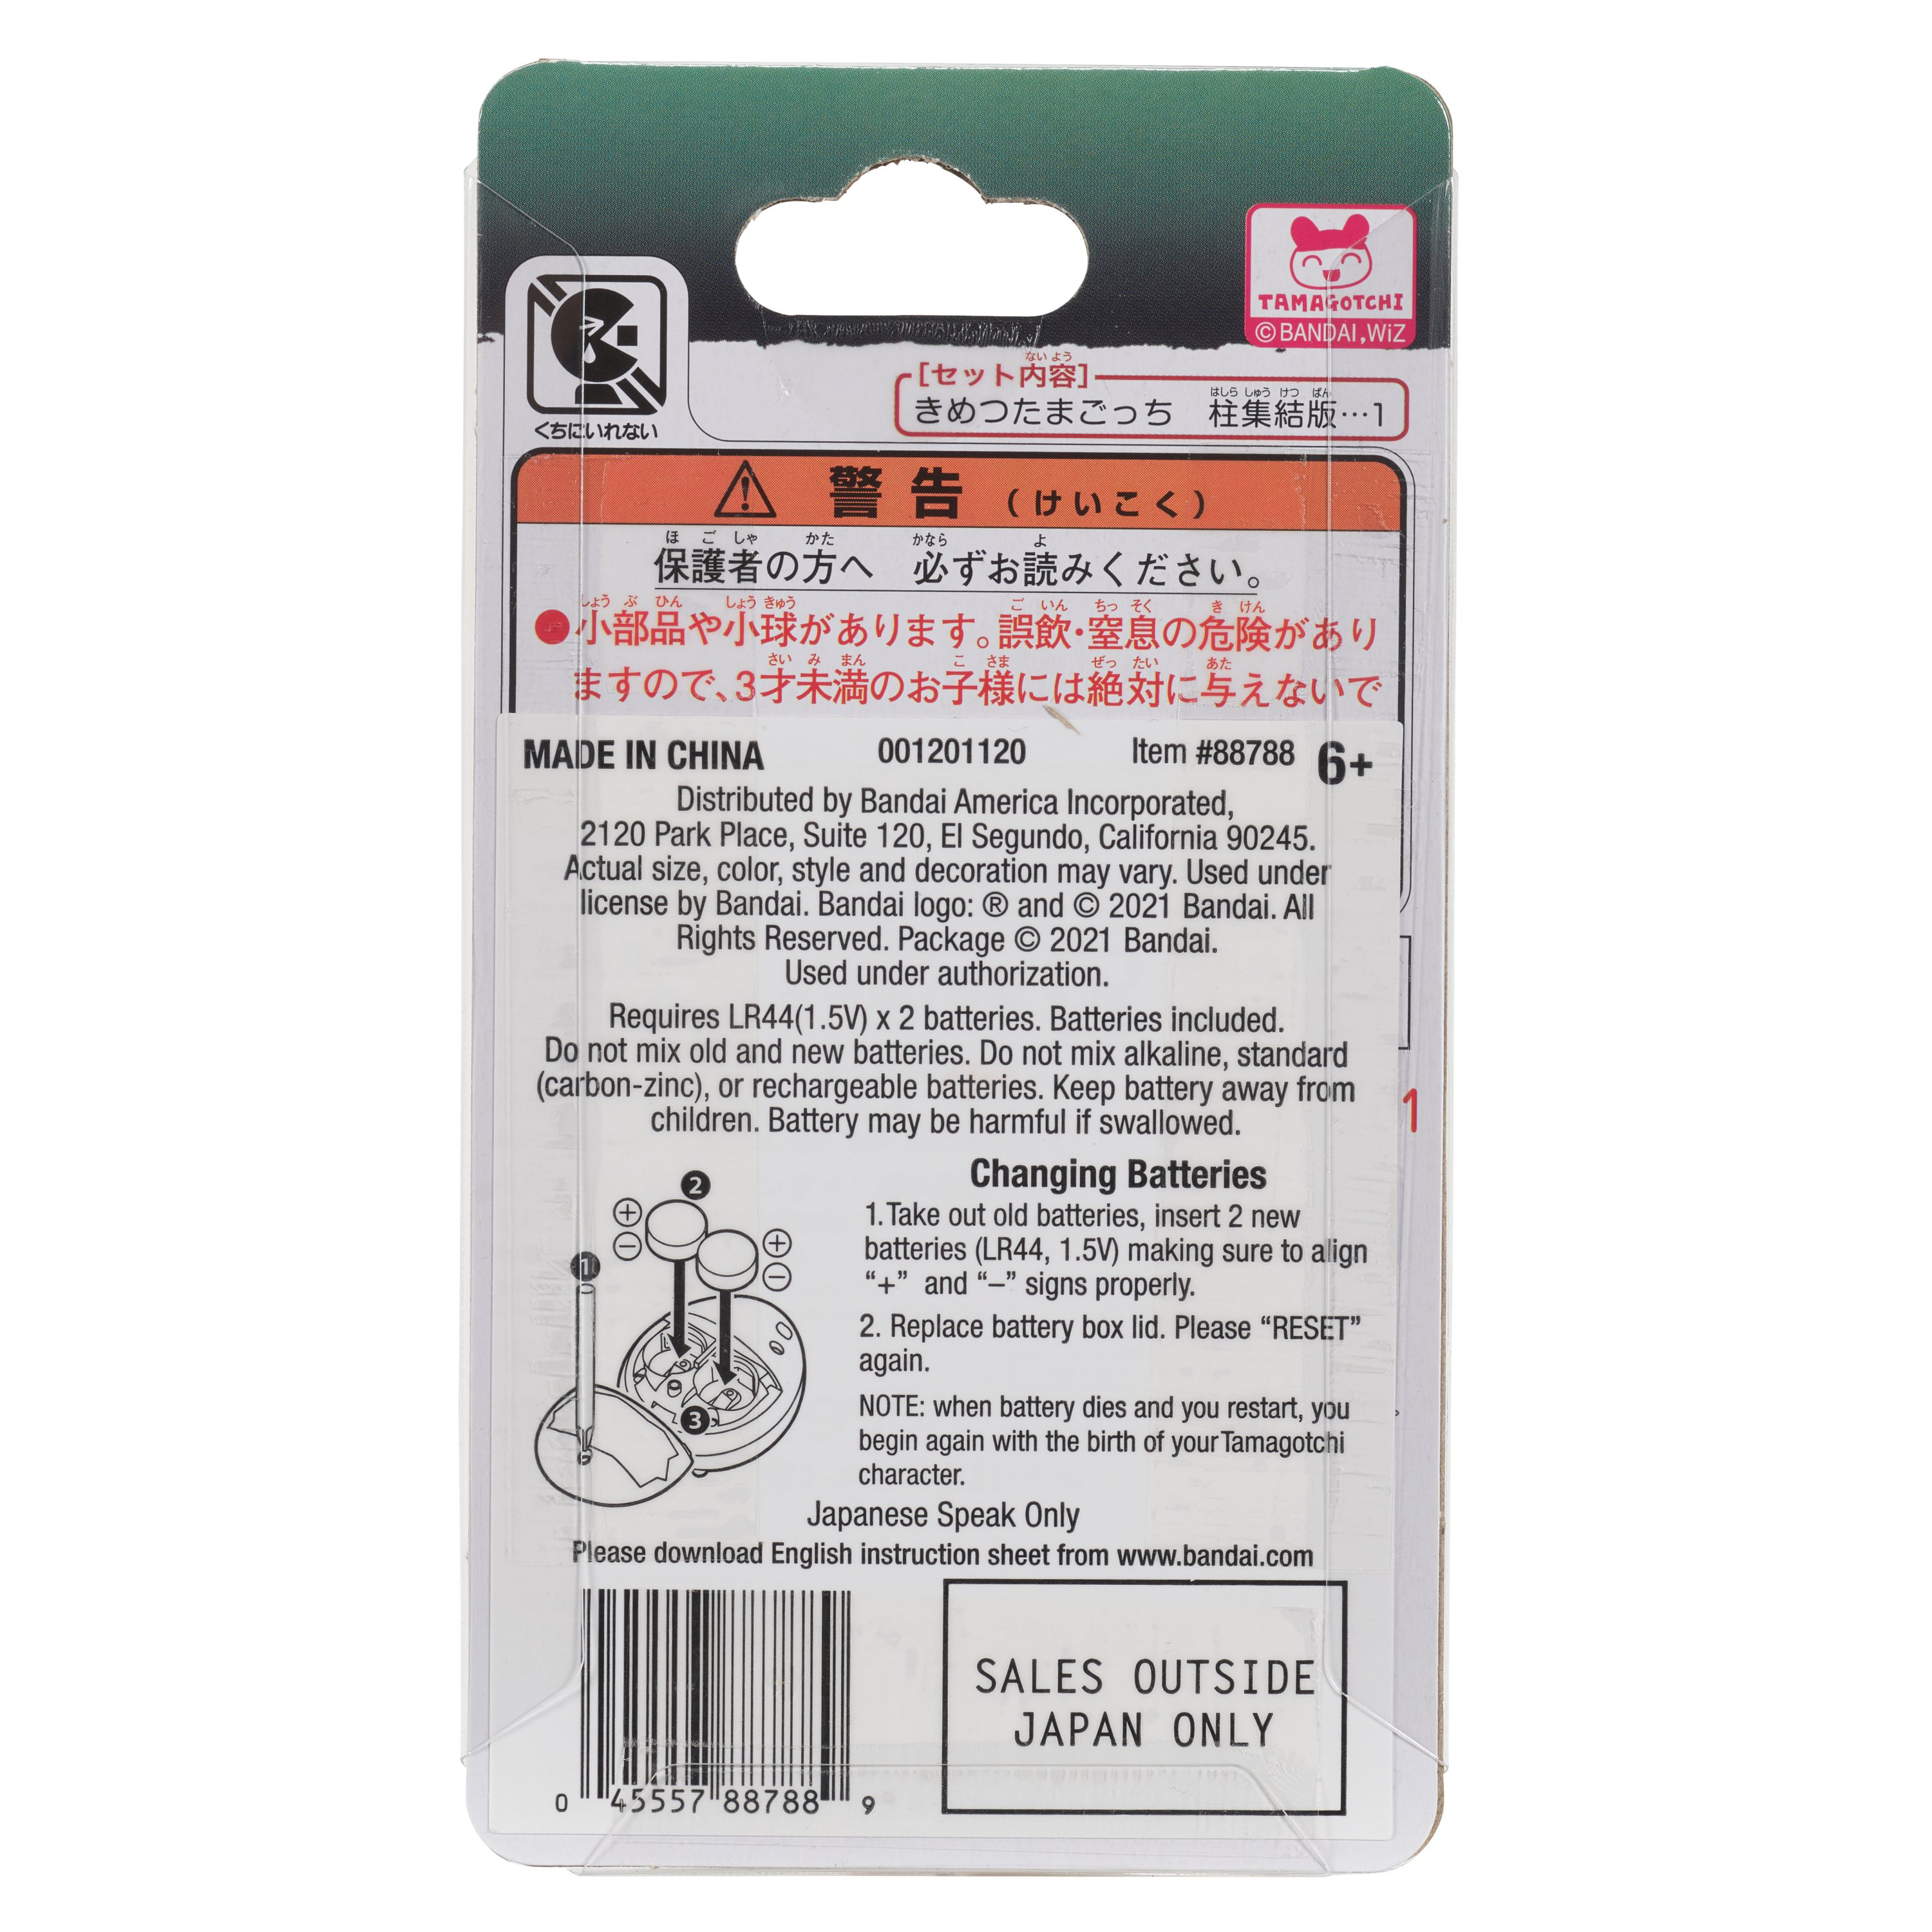 TAMAGOTCHI
©BANDAI,WiZ
くちにいれない
ないよう
[セット内容]
はしら しゅう けつ ばん
きめつたまごっち 柱集結版…1
警告(けいこく)
ほ ご しゃ かた かなら よ
保護者の方へ 必ずお読みください。
しょう ぶ ひん しょう きゅう ご いん ちっ そく き けん
●小部品や小球があります。誤飲・窒息の危険があり
さい み まん こ さま ぜっ たい あた
ますので、3才未満のお子様には絶対に与えないで
MADE IN CHINA 001201120 Item #88788 6+
Distributed by Bandai America Incorporated,
2120 Park Place, Suite 120, El Segundo, California 90245.
Actual size, color, style and decoration may vary. Used under
license by Bandai. Bandai logo: ® and © 2021 Bandai. All
Rights Reserved. Package © 2021 Bandai.
Used under authorization.
Requires LR44(1.5V) x 2 batteries. Batteries included.
Do not mix old and new batteries. Do not mix alkaline, standard
(carbon-zinc), or rechargeable batteries. Keep battery away from
children. Battery may be harmful if swallowed.
1
Changing Batteries
1.Take out old batteries, insert 2 new
batteries (LR44, 1.5V) making sure to align
“+” and “–” signs properly.
2. Replace battery box lid. Please “RESET”
again.
NOTE: when battery dies and you restart, you
begin again with the birth of your Tamagotchi
character.
2
+ −
+ −
1
3
Japanese Speak Only
Please download English instruction sheet from www.bandai.com
0 45557 88788 9
SALES OUTSIDE
JAPAN ONLY